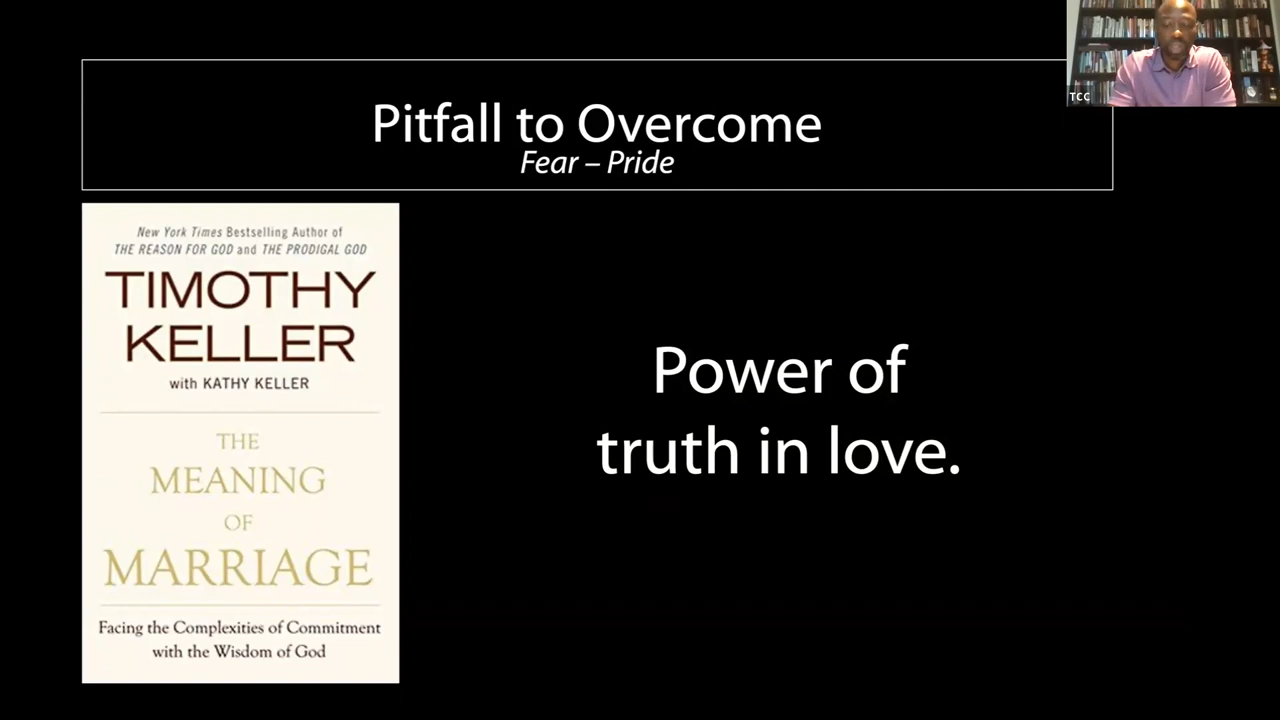 Pitfall to Overcome
Fear – Pride
TCC
New York Times Bestselling Author of
THE REASON FOR GOD and THE PRODIGAL GOD
TIMOTHY
KELLER
with KATHY KELLER
THE
MEANING
OF
MARRIAGE
Facing the Complexities of Commitment
with the Wisdom of God
Power of
truth in love.